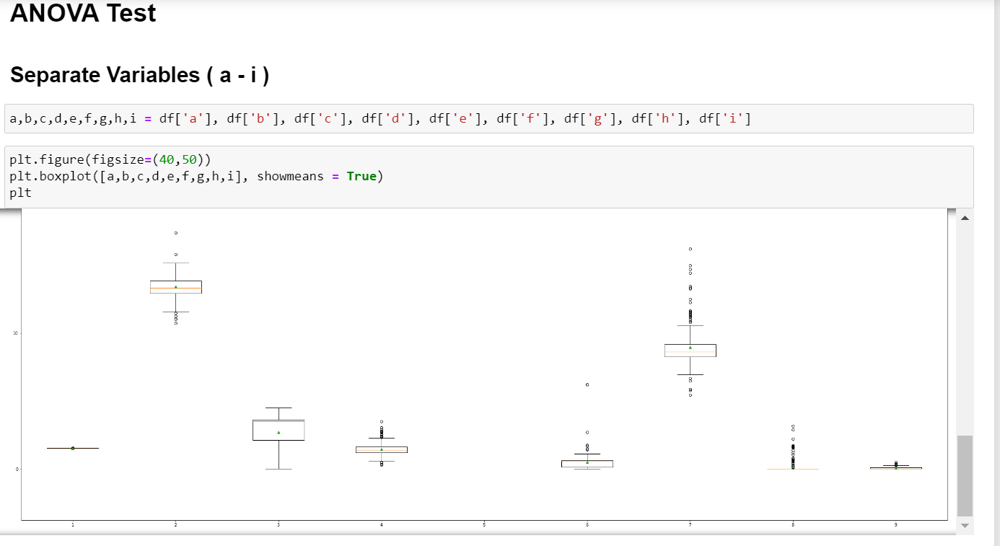 ANOVA Test
Separate Variables ( a - i )
a,b,c,d,e,f,g,h,i = df['a'], df['b'], df['c'], df['d'], df['e'], df['f'], df['g'], df['h'], df['i']
plt.figure(figsize=(40,50))
plt.boxplot([a,b,c,d,e,f,g,h,i], showmeans = True)
plt
10
0
1 2 3 4 5 6 7 8 9